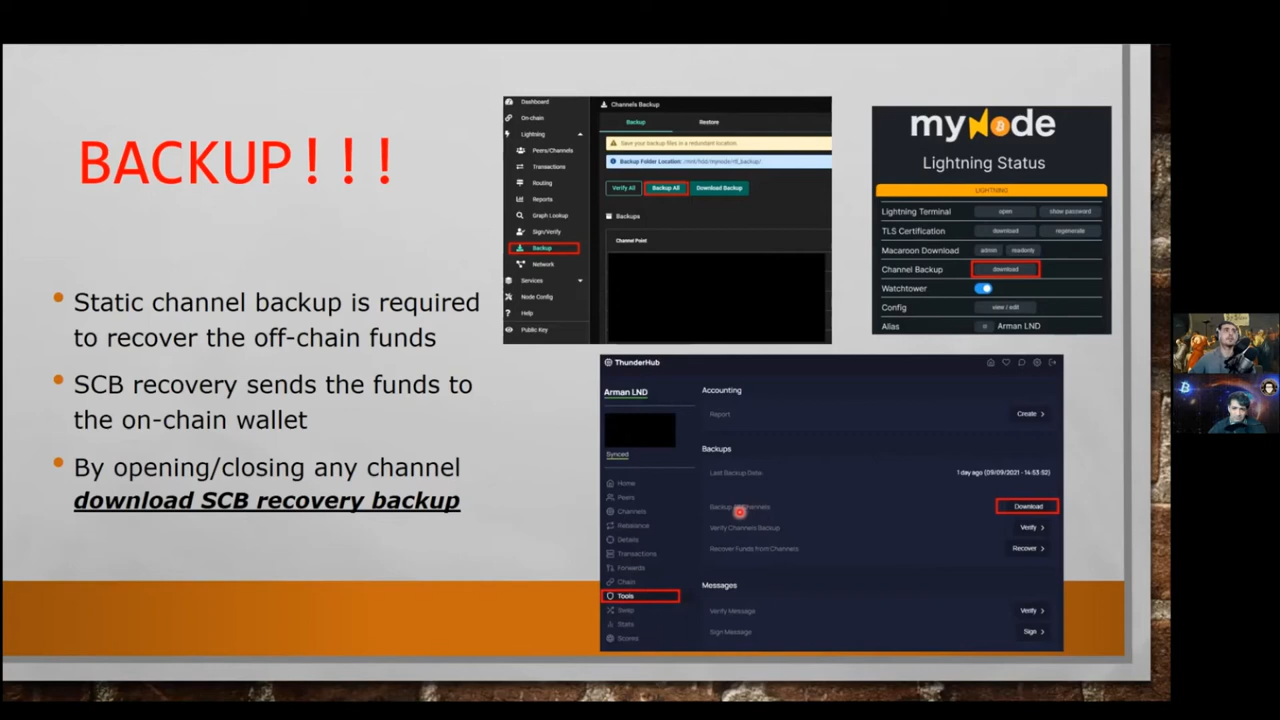 BACKUP!!!
• Static channel backup is required
to recover the off-chain funds
• SCB recovery sends the funds to
the on-chain wallet
• By opening/closing any channel
download SCB recovery backup
Dashboard
On-chain
Lightning
Peers/Channels
Transactions
Routing
Reports
Graph Lookup
Sign/Verify
Backup
Network
Services
Node Config
Help
Public Key
Channels Backup
Backup Restore
Save your backup files in a redundant location.
Backup Folder Location: /mnt/hdd/mynode/rtl_backup/
Verify All Backup All Download Backup
Backups
Channel Point
myNode
Lightning Status
LIGHTNING
Lightning Terminal open show password
TLS Certification download regenerate
Macaroon Download admin readonly
Channel Backup download
Watchtower
Config view / edit
Alias Arman LND
ThunderHub
Arman LND
Synced
Home
Peers
Channels
Rebalance
Details
Transactions
Forwards
Chain
Tools
Swap
Stats
Scores
Accounting
Report Create >
Backups
Last Backup Date: 1 day ago (09/09/2021 - 14:53:52)
Backup Channels Download
Verify Channels Backup Verify >
Recover Funds from Channels Recover >
Messages
Verify Message Verify >
Sign Message Sign >